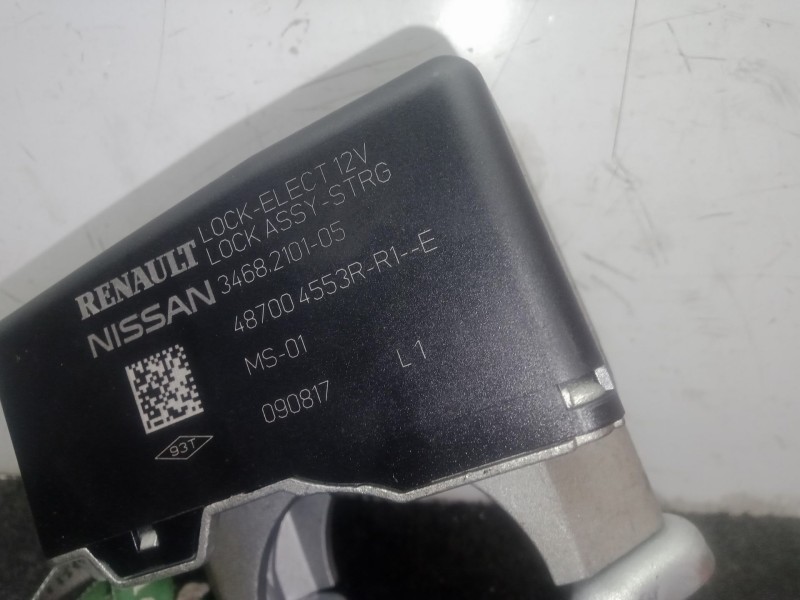 LOCK-ELECT 12V
LOCK ASSY-STRG
RENAULT
3468.2101-05
NISSAN
48700 4553R-R1--E
MS-01
L1
090817
93T